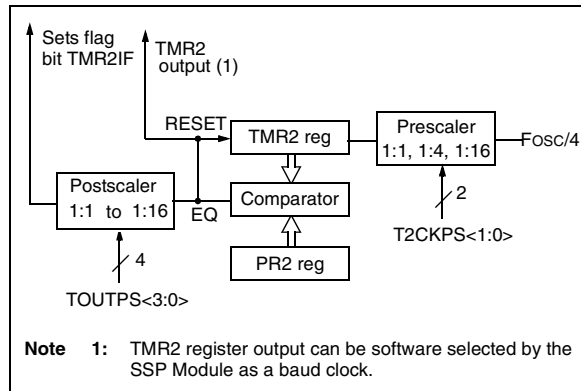 Sets flag
bit TMR2IF
TMR2
output (1)
RESET
TMR2 reg
Prescaler
1:1, 1:4, 1:16
FOSC/4
2
T2CKPS<1:0>
Postscaler
1:1 to 1:16
EQ
Comparator
4
TOUTPS<3:0>
PR2 reg
Note 1: TMR2 register output can be software selected by the
SSP Module as a baud clock.